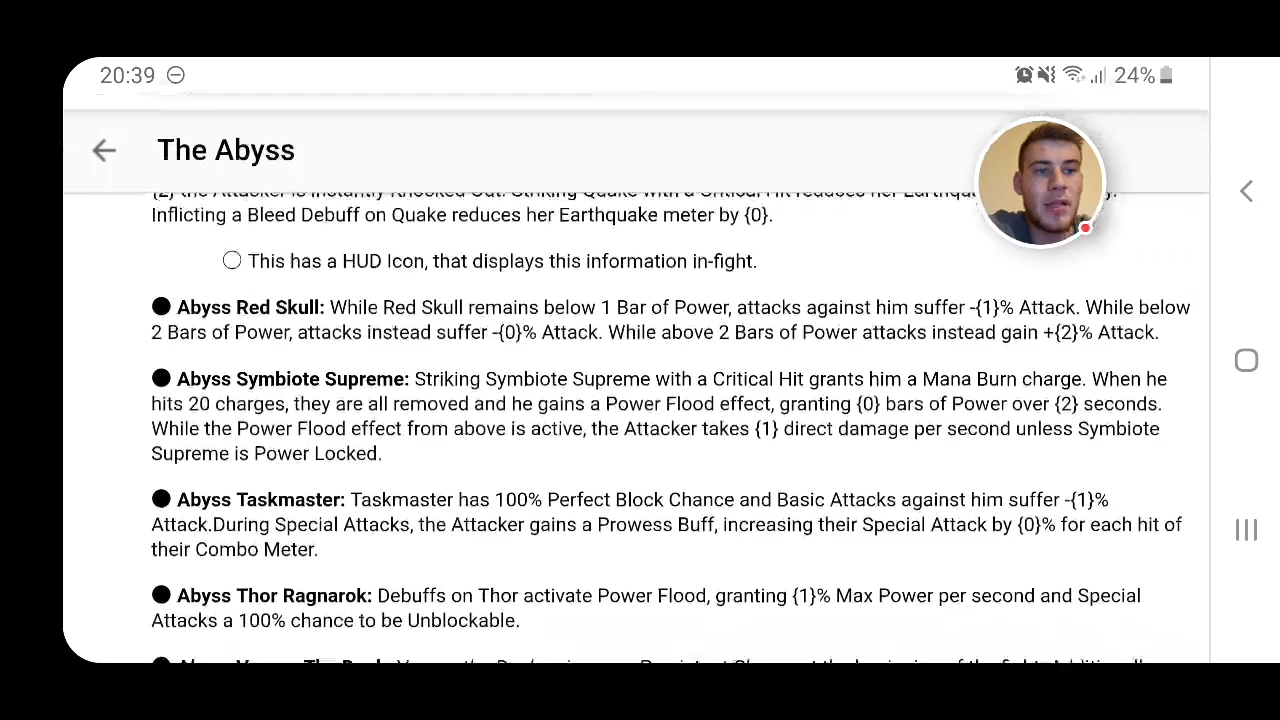 20:39
24%
The Abyss
Inflicting a Bleed Debuff on Quake reduces her Earthquake meter by {0}.
This has a HUD Icon, that displays this information in-fight.
Abyss Red Skull: While Red Skull remains below 1 Bar of Power, attacks against him suffer -{1}% Attack. While below
2 Bars of Power, attacks instead suffer -{0}% Attack. While above 2 Bars of Power attacks instead gain +{2}% Attack.
Abyss Symbiote Supreme: Striking Symbiote Supreme with a Critical Hit grants him a Mana Burn charge. When he
hits 20 charges, they are all removed and he gains a Power Flood effect, granting {0} bars of Power over {2} seconds.
While the Power Flood effect from above is active, the Attacker takes {1} direct damage per second unless Symbiote
Supreme is Power Locked.
Abyss Taskmaster: Taskmaster has 100% Perfect Block Chance and Basic Attacks against him suffer -{1}%
Attack.During Special Attacks, the Attacker gains a Prowess Buff, increasing their Special Attack by {0}% for each hit of
their Combo Meter.
Abyss Thor Ragnarok: Debuffs on Thor activate Power Flood, granting {1}% Max Power per second and Special
Attacks a 100% chance to be Unblockable.